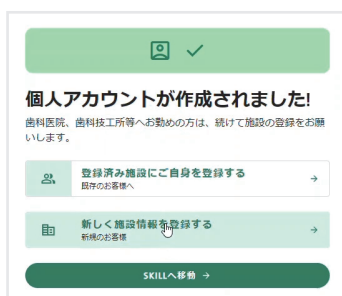 個人アカウントが作成されました!
歯科医院、歯科技工所等へお勤めの方は、続けて施設の登録をお願
いします。
登録済み施設にご自身を登録する
既存のお客様へ
新しく施設情報を登録する
新規のお客様
SKILLへ移動 →